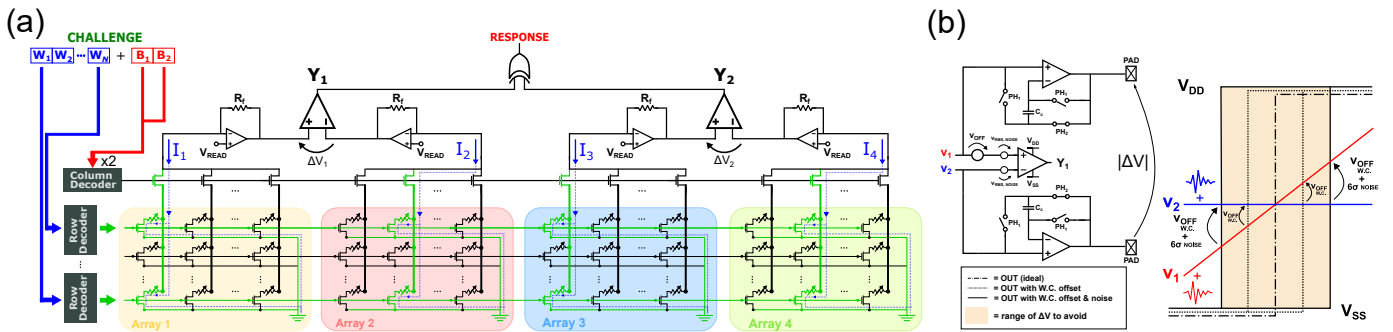 (a)
CHALLENGE
W1 W2 ... WN + B1 B2
RESPONSE
Y1
Y2
Rf
Rf
Rf
Rf
VREAD
VREAD
VREAD
VREAD
ΔV1
ΔV2
I1
I2
I3
I4
x2
Column Decoder
Row Decoder
...
Row Decoder
Array 1
Array 2
Array 3
Array 4
(b)
PAD
PH1
PH1
Cc
PH2
VOFF
VRMS, NOISE
VDD
v1
v2
Y1
VRMS, NOISE
VSS
|ΔV|
PH2
Cc
PH1
PH1
PAD
= OUT (ideal)
= OUT with W.C. offset
= OUT with W.C. offset & noise
= range of ΔV to avoid
VDD
VOFF W.C. + 6σ NOISE
VOFF W.C.
+
v2
VOFF W.C.
VOFF W.C. + 6σ NOISE
v1 +
VSS